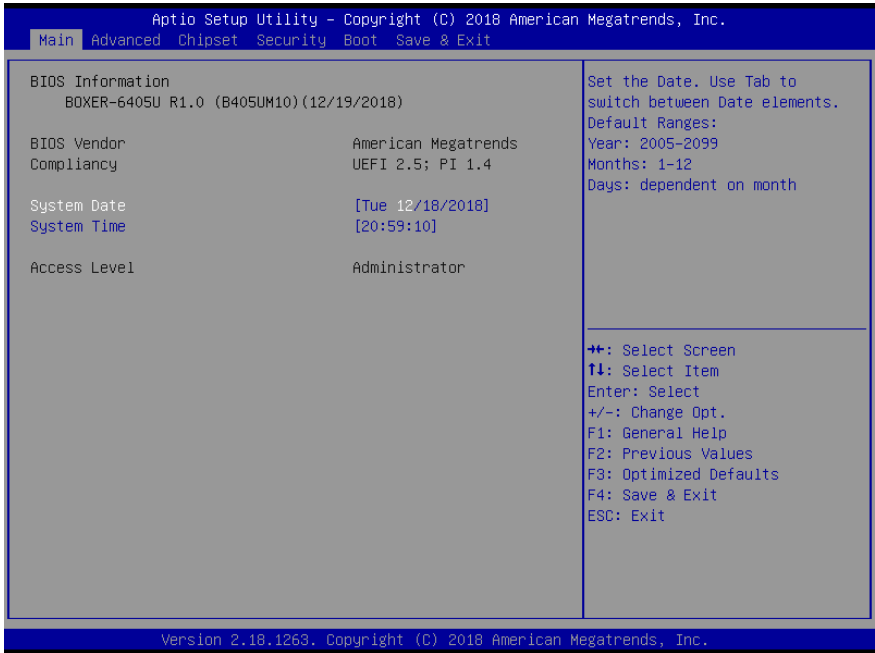 Aptio Setup Utility – Copyright (C) 2018 American Megatrends, Inc.
Main Advanced Chipset Security Boot Save & Exit
BIOS Information
BOXER-6405U R1.0 (B405UM10)(12/19/2018)
BIOS Vendor American Megatrends
Compliancy UEFI 2.5; PI 1.4
System Date [Tue 12/18/2018]
System Time [20:59:10]
Access Level Administrator
Set the Date. Use Tab to
switch between Date elements.
Default Ranges:
Year: 2005-2099
Months: 1-12
Days: dependent on month
→←: Select Screen
↑↓: Select Item
Enter: Select
+/-: Change Opt.
F1: General Help
F2: Previous Values
F3: Optimized Defaults
F4: Save & Exit
ESC: Exit
Version 2.18.1263. Copyright (C) 2018 American Megatrends, Inc.